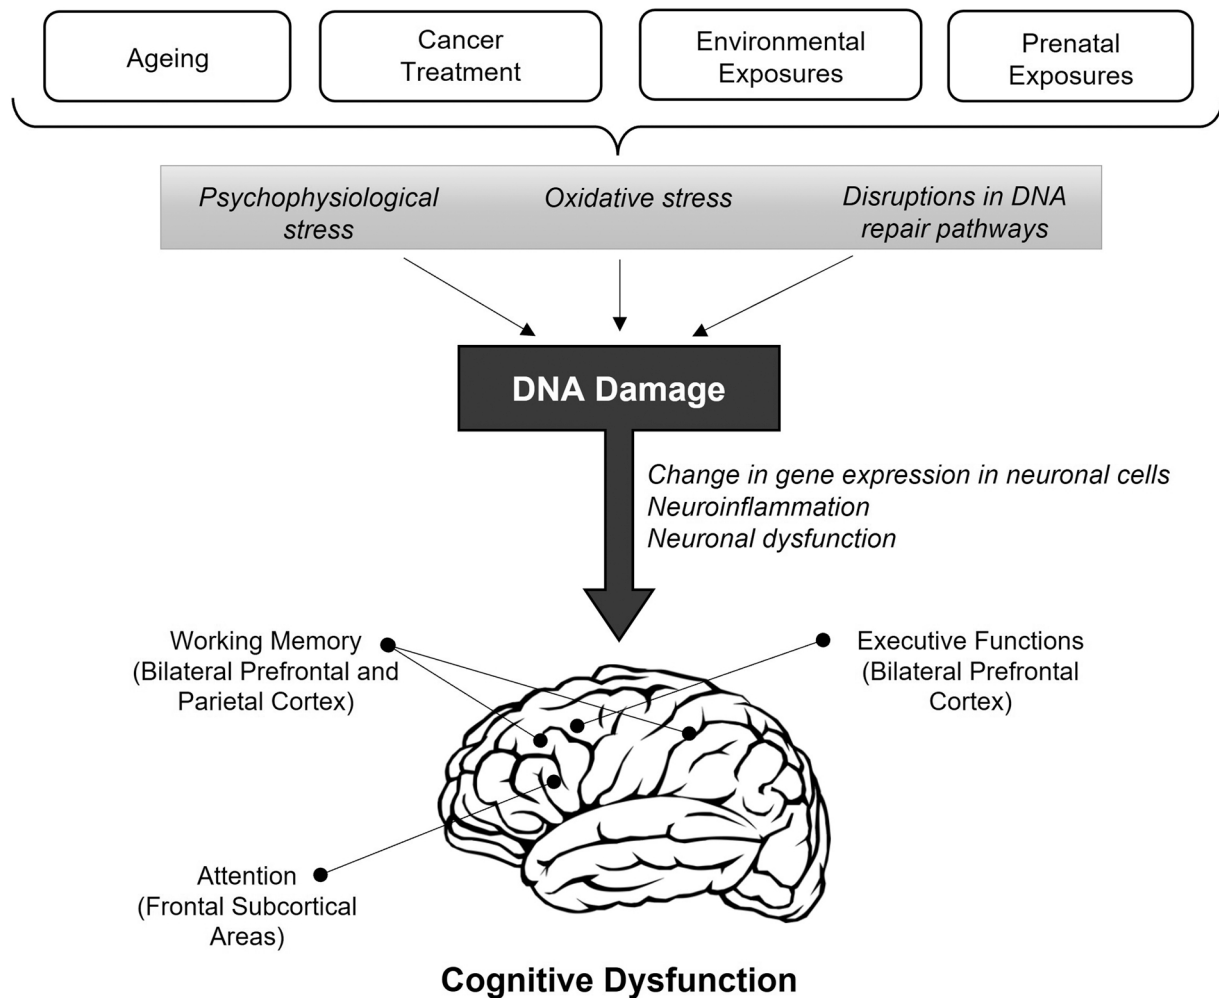 Ageing
Cancer
Treatment
Environmental
Exposures
Prenatal
Exposures
Psychophysiological
stress
Oxidative stress
Disruptions in DNA
repair pathways
DNA Damage
Change in gene expression in neuronal cells
Neuroinflammation
Neuronal dysfunction
Working Memory
(Bilateral Prefrontal and
Parietal Cortex)
Executive Functions
(Bilateral Prefrontal
Cortex)
Attention
(Frontal Subcortical
Areas)
Cognitive Dysfunction